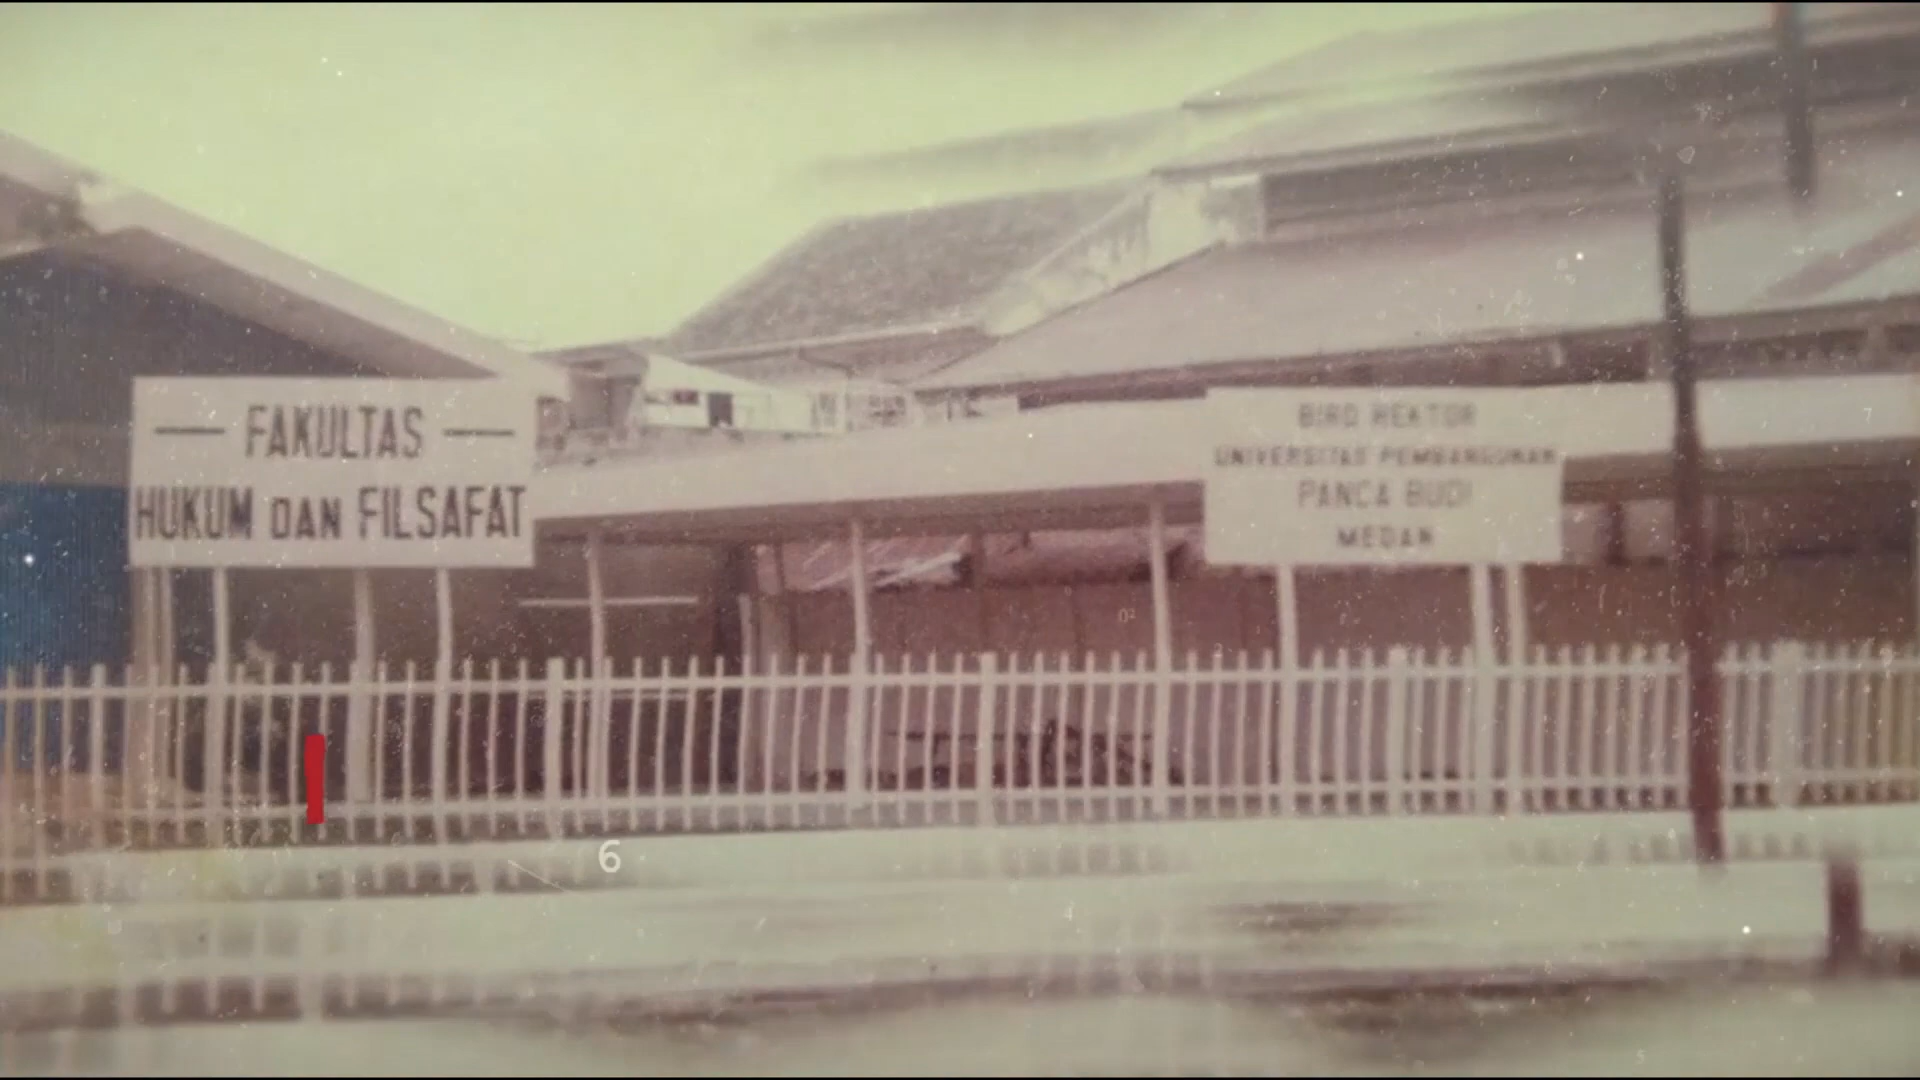 FAKULTAS
HUKUM DAN FILSAFAT
BIRO REKTOR
UNIVERSITAS PEMBANGUNAN
PANCA BUDI
MEDAN
6